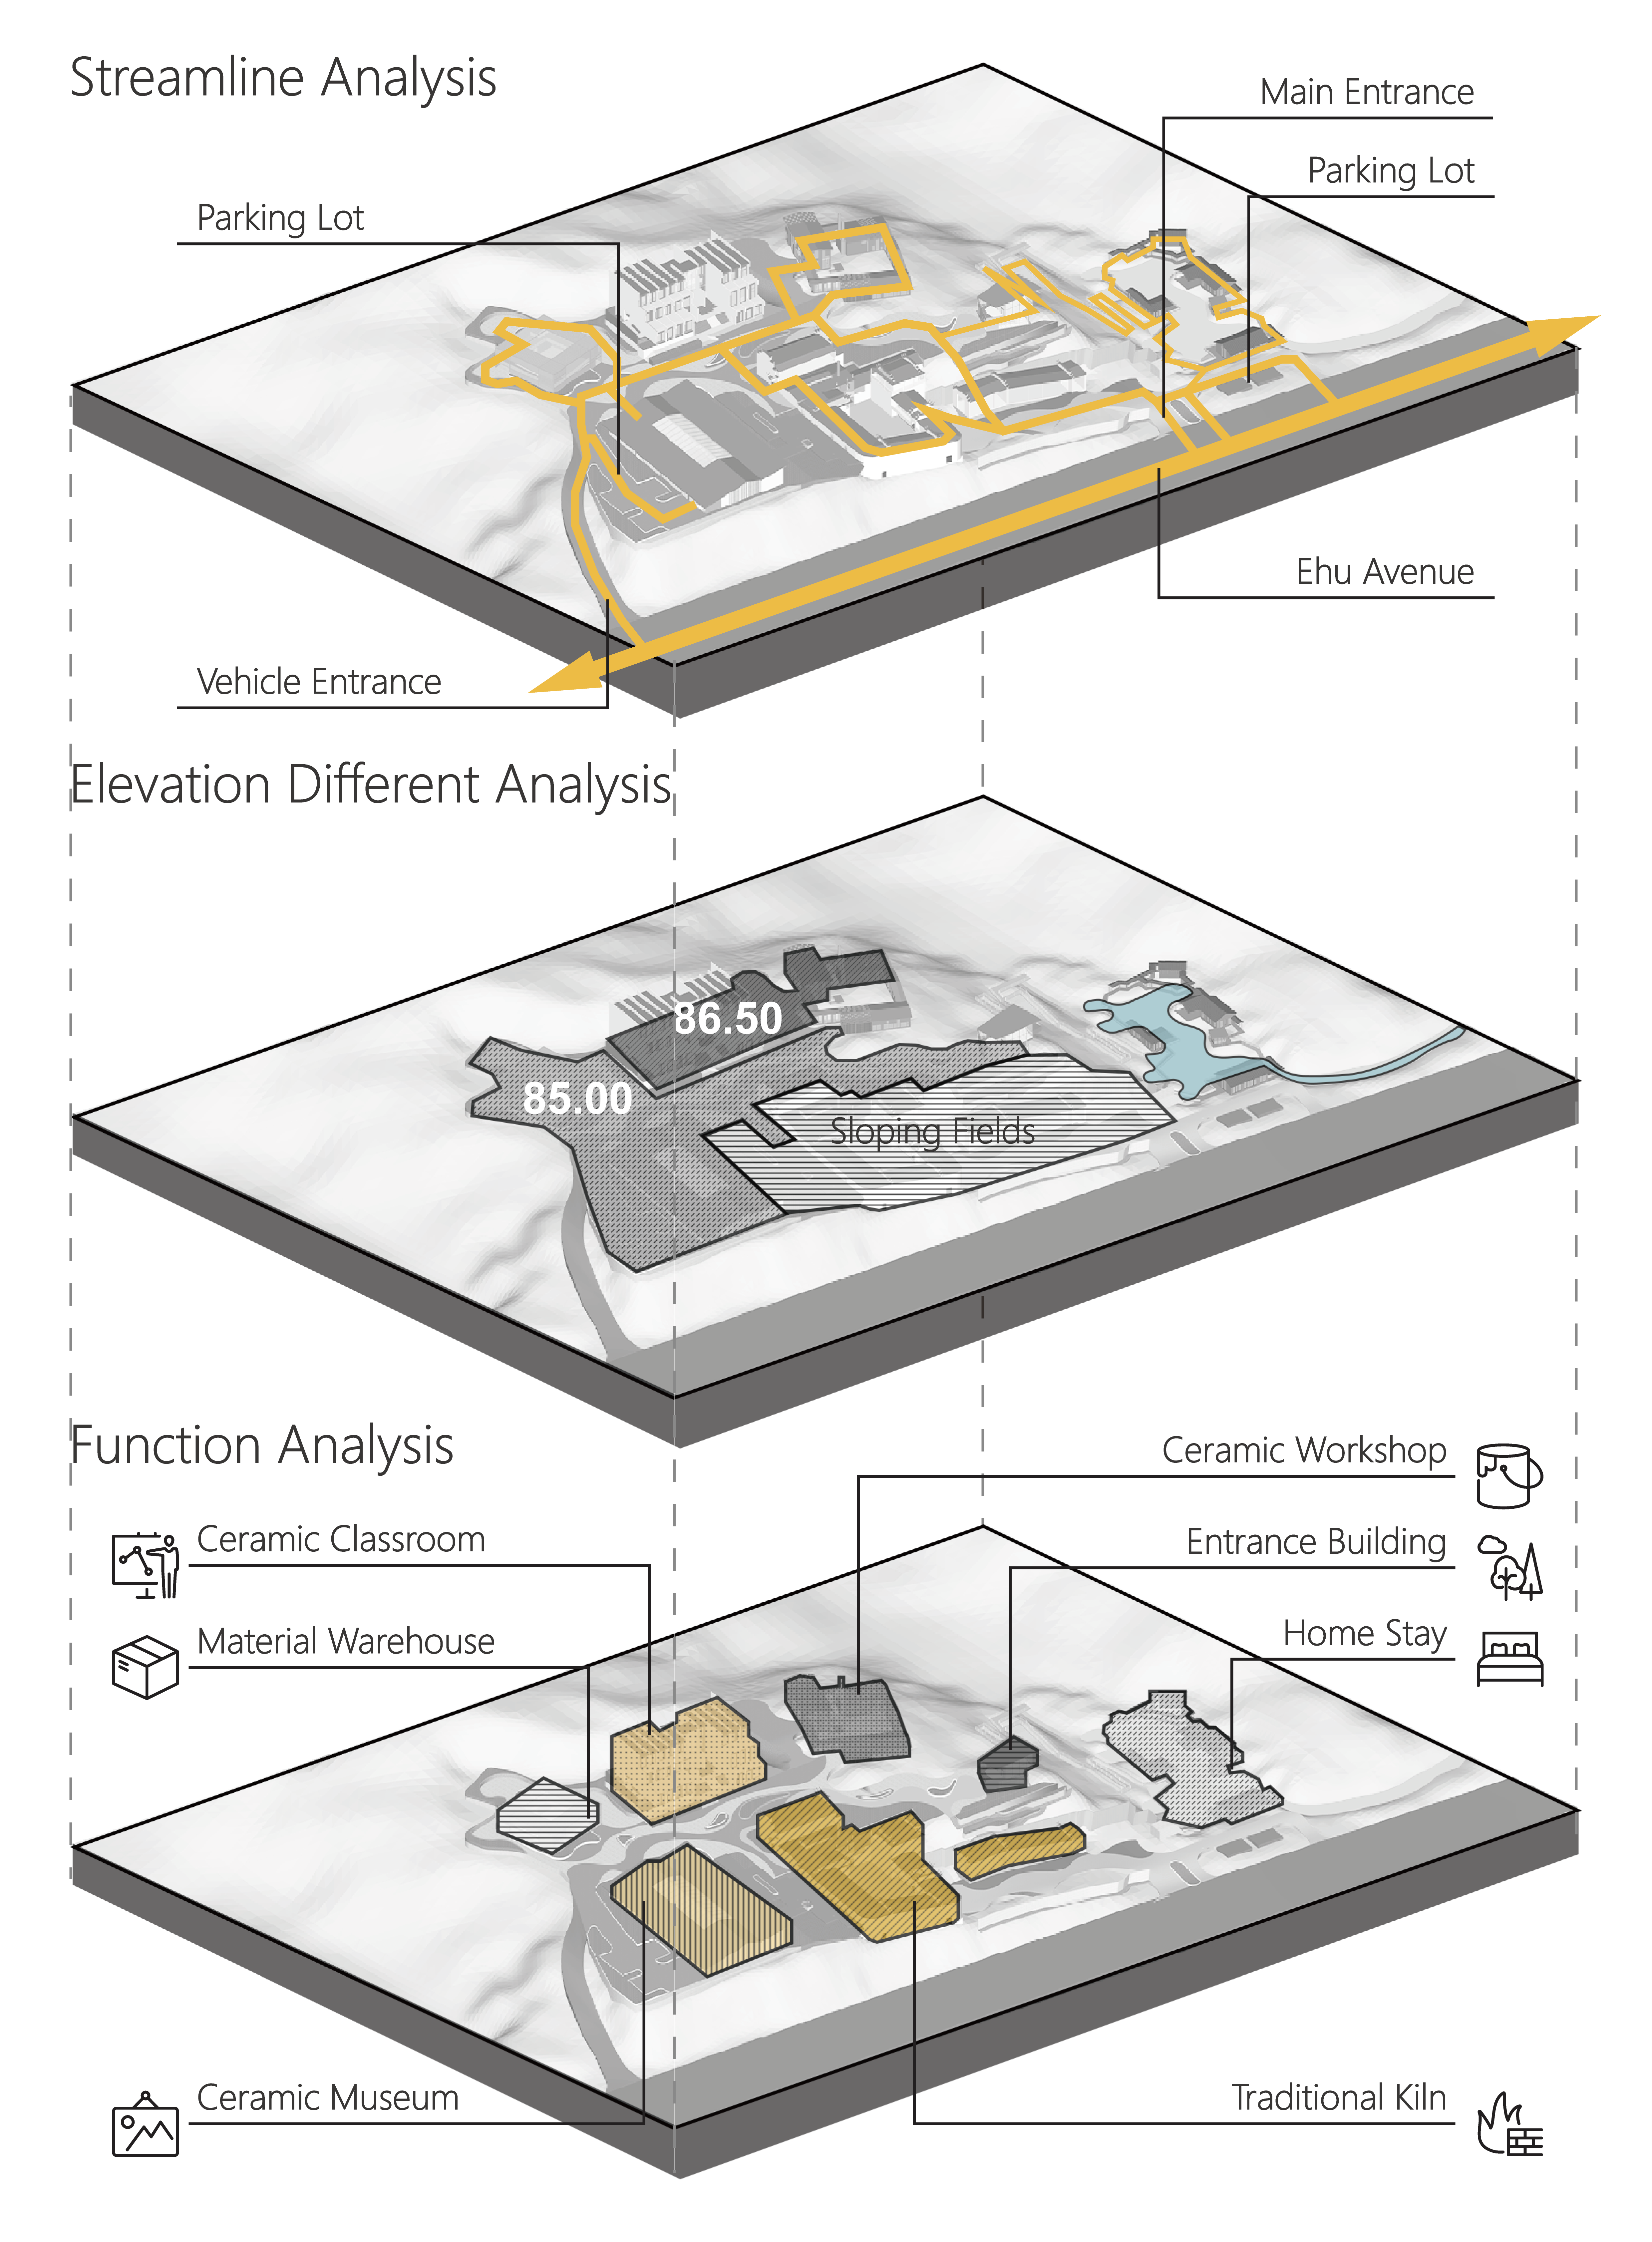 Streamline Analysis
Main Entrance
Parking Lot
Parking Lot
Ehu Avenue
Vehicle Entrance
Elevation Different Analysis
86.50
85.00
Sloping Fields
Function Analysis
Ceramic Workshop
Ceramic Classroom
Entrance Building
Material Warehouse
Home Stay
Ceramic Museum
Traditional Kiln